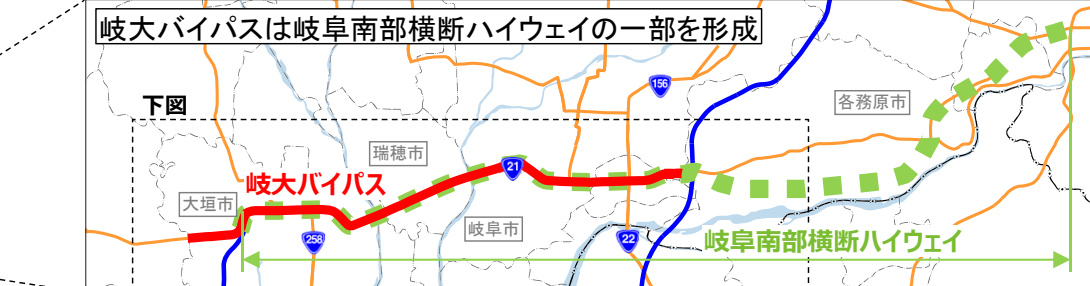 岐大バイパスは岐阜南部横断ハイウェイの一部を形成
下図
156
各務原市
瑞穂市
21
岐大バイパス
大垣市
岐阜市
258
22
岐阜南部横断ハイウェイ